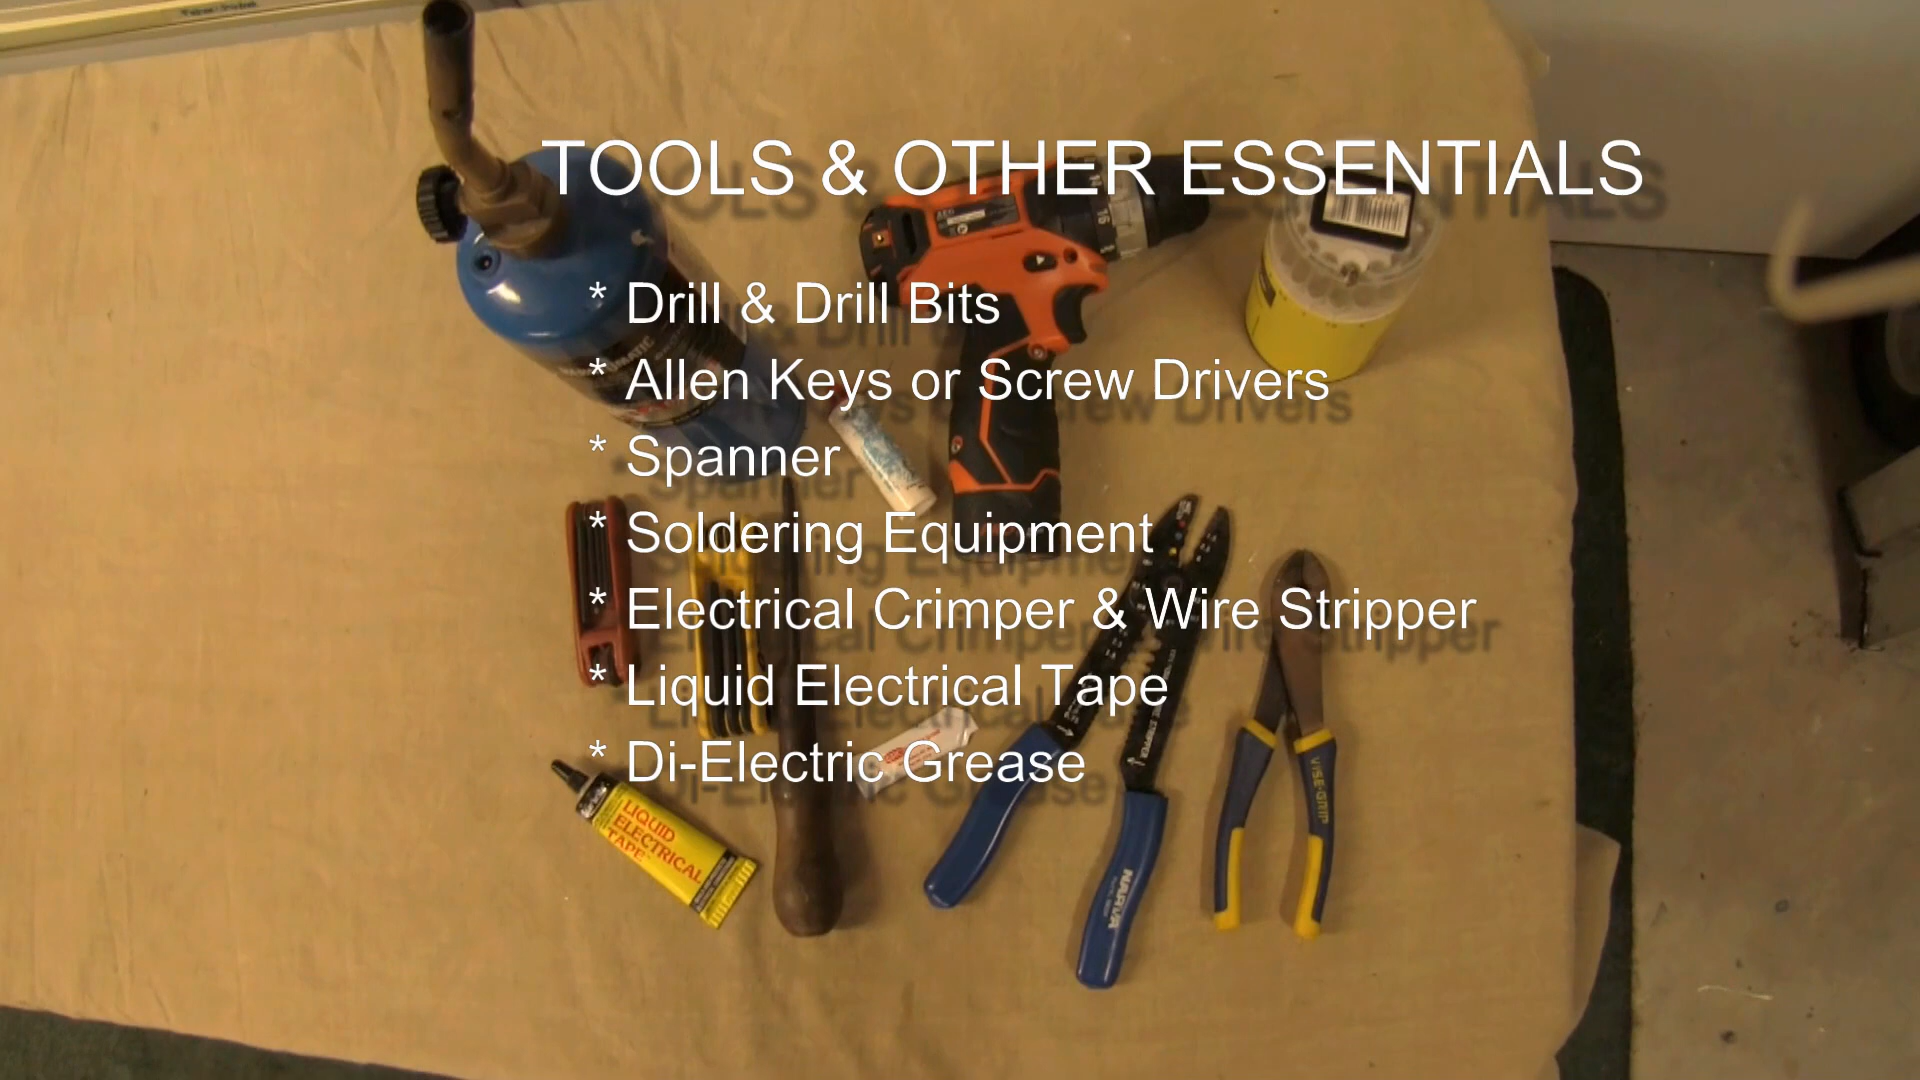 TOOLS & OTHER ESSENTIALS
* Drill & Drill Bits
* Allen Keys or Screw Drivers
* Spanner
* Soldering Equipment
* Electrical Crimper & Wire Stripper
* Liquid Electrical Tape
* Di-Electric Grease
LIQUID
ELECTRICAL
TAPE
NARVA
VISE-GRIP